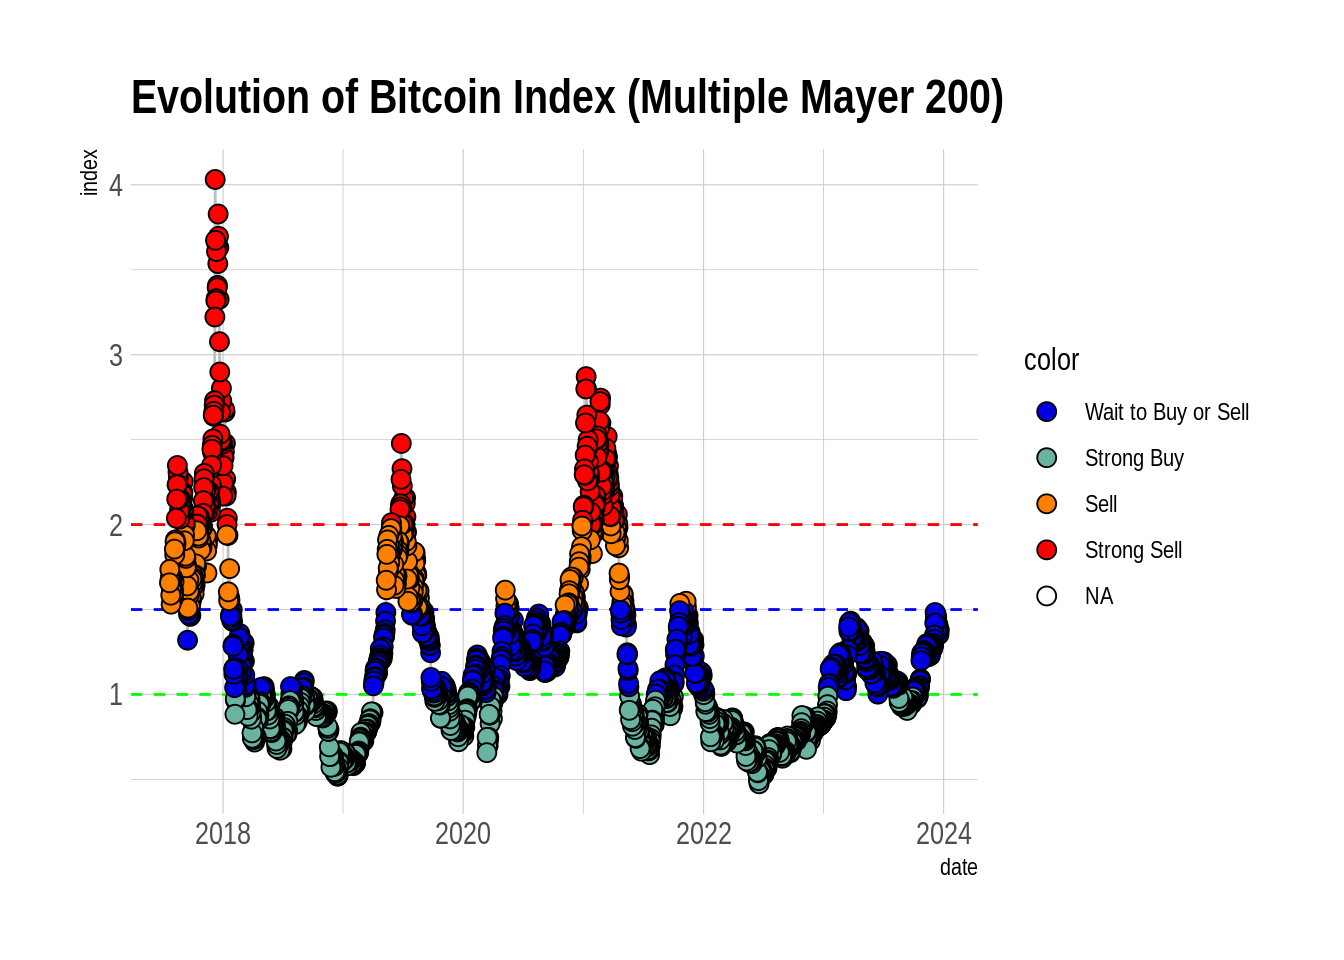 Evolution of Bitcoin Index (Multiple Mayer 200)
index
4
3
2
1
2018
2020
2022
2024
date
color
Wait to Buy or Sell
Strong Buy
Sell
Strong Sell
NA